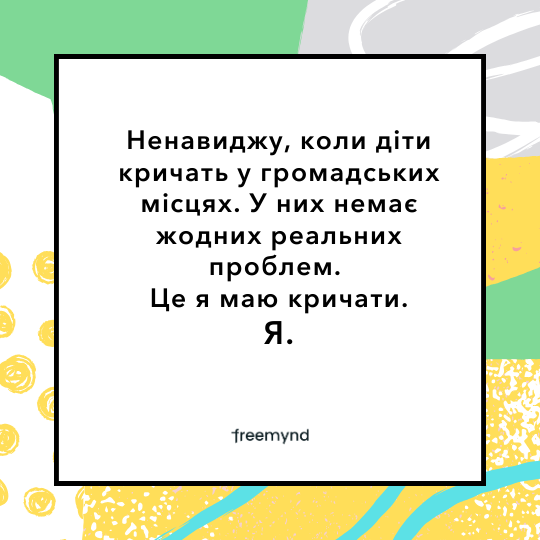 Ненавиджу, коли діти
кричать у громадських
місцях. У них немає
жодних реальних
проблем.
Це я маю кричати.
Я.
freemynd